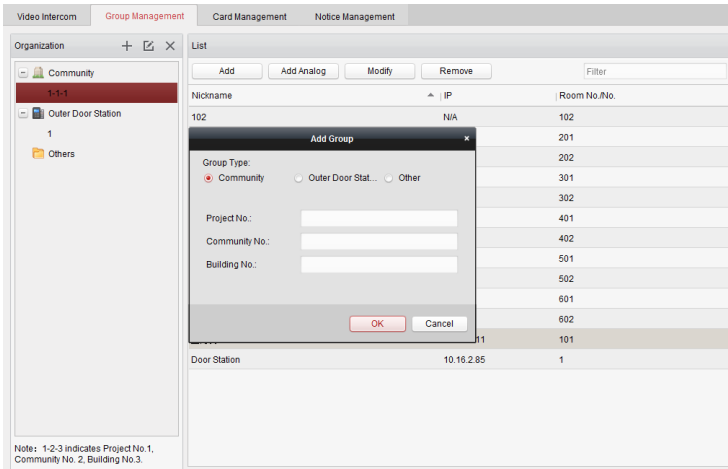 Video Intercom Group Management Card Management Notice Management
Organization
List
Community
1-1-1
Outer Door Station
1
Others
Note: 1-2-3 indicates Project No.1,
Community No. 2, Building No.3.
Add Add Analog Modify Remove Filter
Nickname IP Room No./No.
102 N/A 102
201
202
301
302
401
402
501
502
601
602
11 101
Door Station 10.16.2.85 1
Add Group
Group Type:
Community Outer Door Stat... Other
Project No.:
Community No.:
Building No.:
OK Cancel